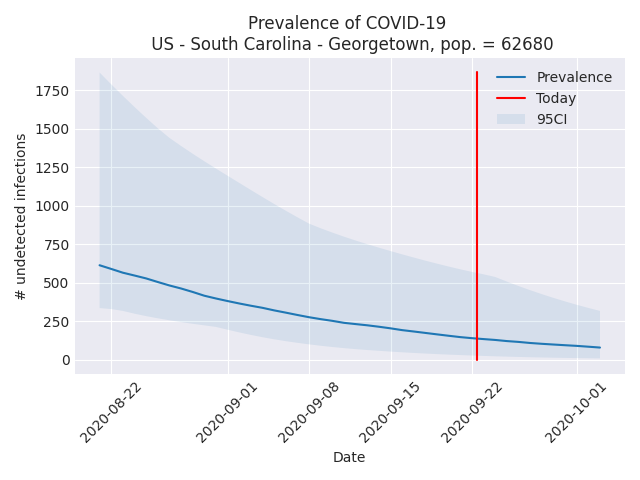 Prevalence of COVID-19
US - South Carolina - Georgetown, pop. = 62680
Prevalence
Today
95CI
# undetected infections
1750
1500
1250
1000
750
500
250
0
2020-08-22
2020-09-01
2020-09-08
2020-09-15
2020-09-22
2020-10-01
Date